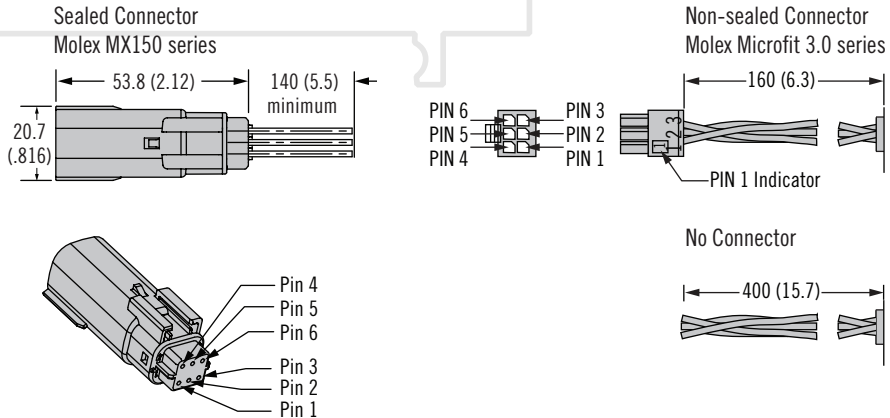 Sealed Connector
Molex MX150 series
53.8 (2.12)
140 (5.5)
minimum
20.7
(.816)
Non-sealed Connector
Molex Microfit 3.0 series
160 (6.3)
PIN 6
PIN 5
PIN 4
PIN 3
PIN 2
PIN 1
1 2 3
PIN 1 Indicator
Pin 4
Pin 5
Pin 6
Pin 3
Pin 2
Pin 1
No Connector
400 (15.7)